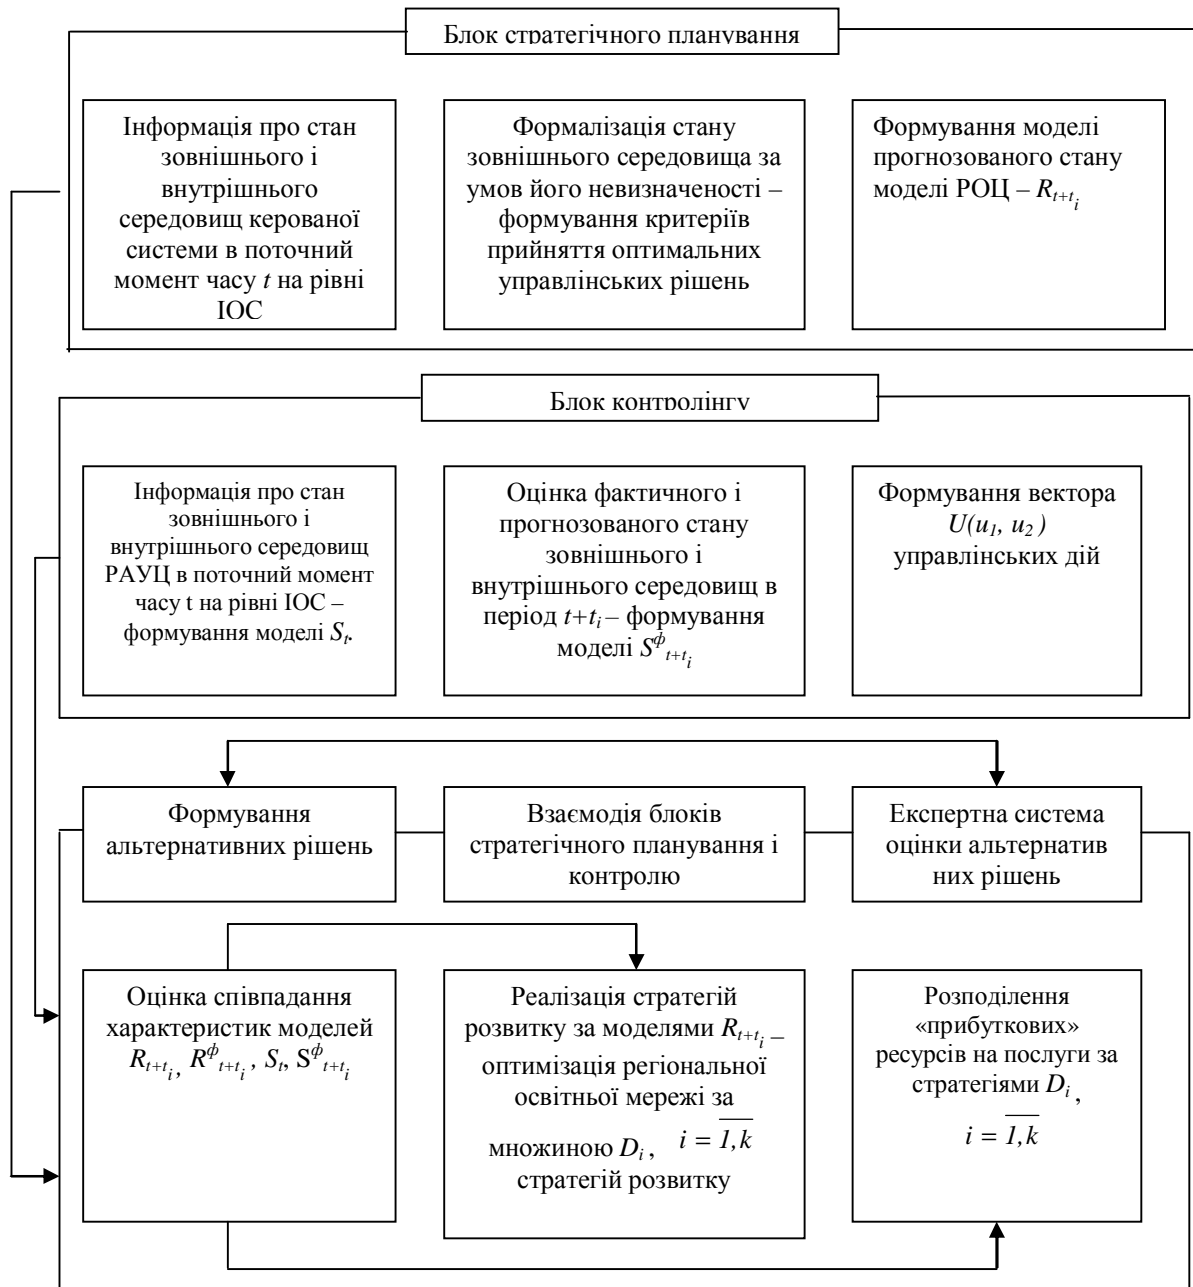 Блок стратегічного планування
Інформація про стан
зовнішнього і
внутрішнього
середовищ керованої
системи в поточний
момент часу t на рівні
ІОС
Формалізація стану
зовнішнього середовища за
умов його невизначеності –
формування критеріїв
прийняття оптимальних
управлінських рішень
Формування моделі
прогнозованого стану
моделі РОЦ – R_{t+t_i}
Блок контролінгу
Інформація про стан
зовнішнього і
внутрішнього середовищ
РАУЦ в поточний момент
часу t на рівні ІОС –
формування моделі S_t.
Оцінка фактичного і
прогнозованого стану
зовнішнього і
внутрішнього середовищ в
період t+t_i – формування
моделі S^ф_{t+t_i}
Формування вектора
U(u_1, u_2 )
управлінських дій
Формування
альтернативних рішень
Взаємодія блоків
стратегічного планування і
контролю
Експертна система
оцінки альтернатив
них рішень
Оцінка співпадання
характеристик моделей
R_{t+t_i}, R^ф_{t+t_i}, S_t, S^ф_{t+t_i}
Реалізація стратегій
розвитку за моделями R_{t+t_i} –
оптимізація регіональної
освітньої мережі за
множиною D_i, i = \overline{1,k}
стратегій розвитку
Розподілення
«прибуткових»
ресурсів на послуги за
стратегіями D_i ,
i = \overline{1,k}